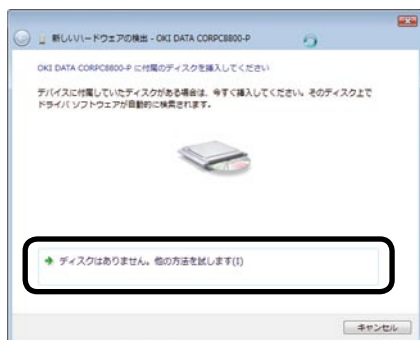 新しいハードウェアの検出 - OKI DATA CORPC8800-P
OKI DATA CORPC8800-P に付属のディスクを挿入してください
デバイスに付属していたディスクがある場合は、今すぐ挿入してください。そのディスク上で
ドライバ ソフトウェアが自動的に検索されます。
ディスクはありません。他の方法を試します(I)
キャンセル